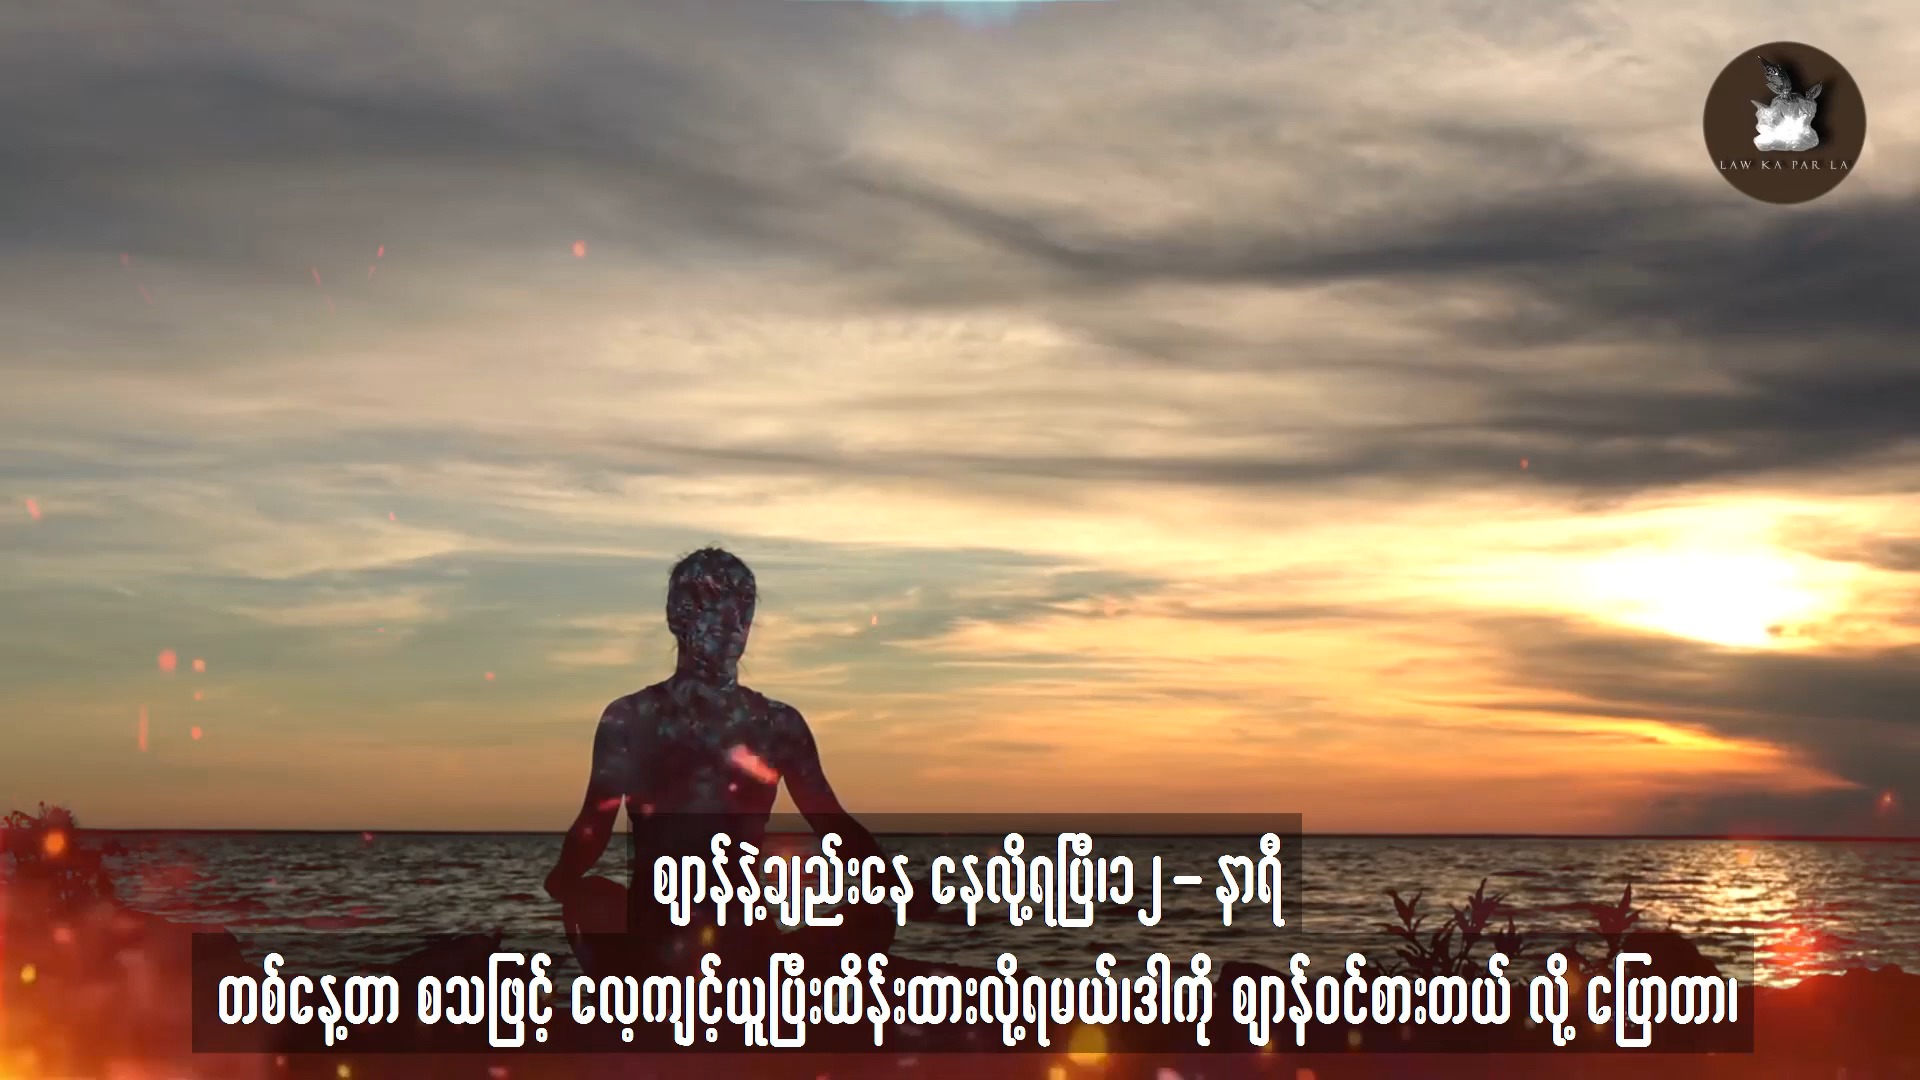 LAW KA PAR LA
ဈာန်နဲ့ချည်းနေ နေလို့ရပြီ၊၁၂ – နာရီ
တစ်နေ့တာ စသဖြင့် လေ့ကျင့်ယူပြီးထိန်းထားလို့ရမယ်၊ဒါကို ဈာန်ဝင်စားတယ် လို့ ပြောတာ၊